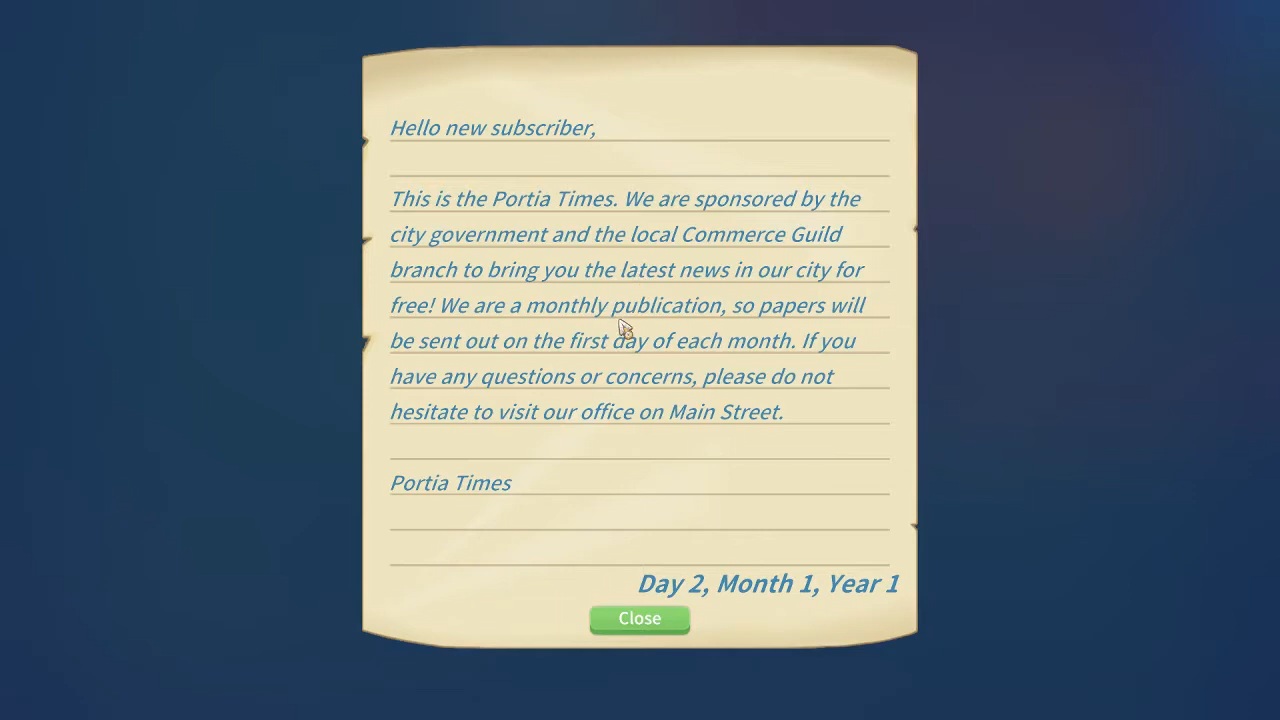 Hello new subscriber,
This is the Portia Times. We are sponsored by the
city government and the local Commerce Guild
branch to bring you the latest news in our city for
free! We are a monthly publication, so papers will
be sent out on the first day of each month. If you
have any questions or concerns, please do not
hesitate to visit our office on Main Street.
Portia Times
Day 2, Month 1, Year 1
Close